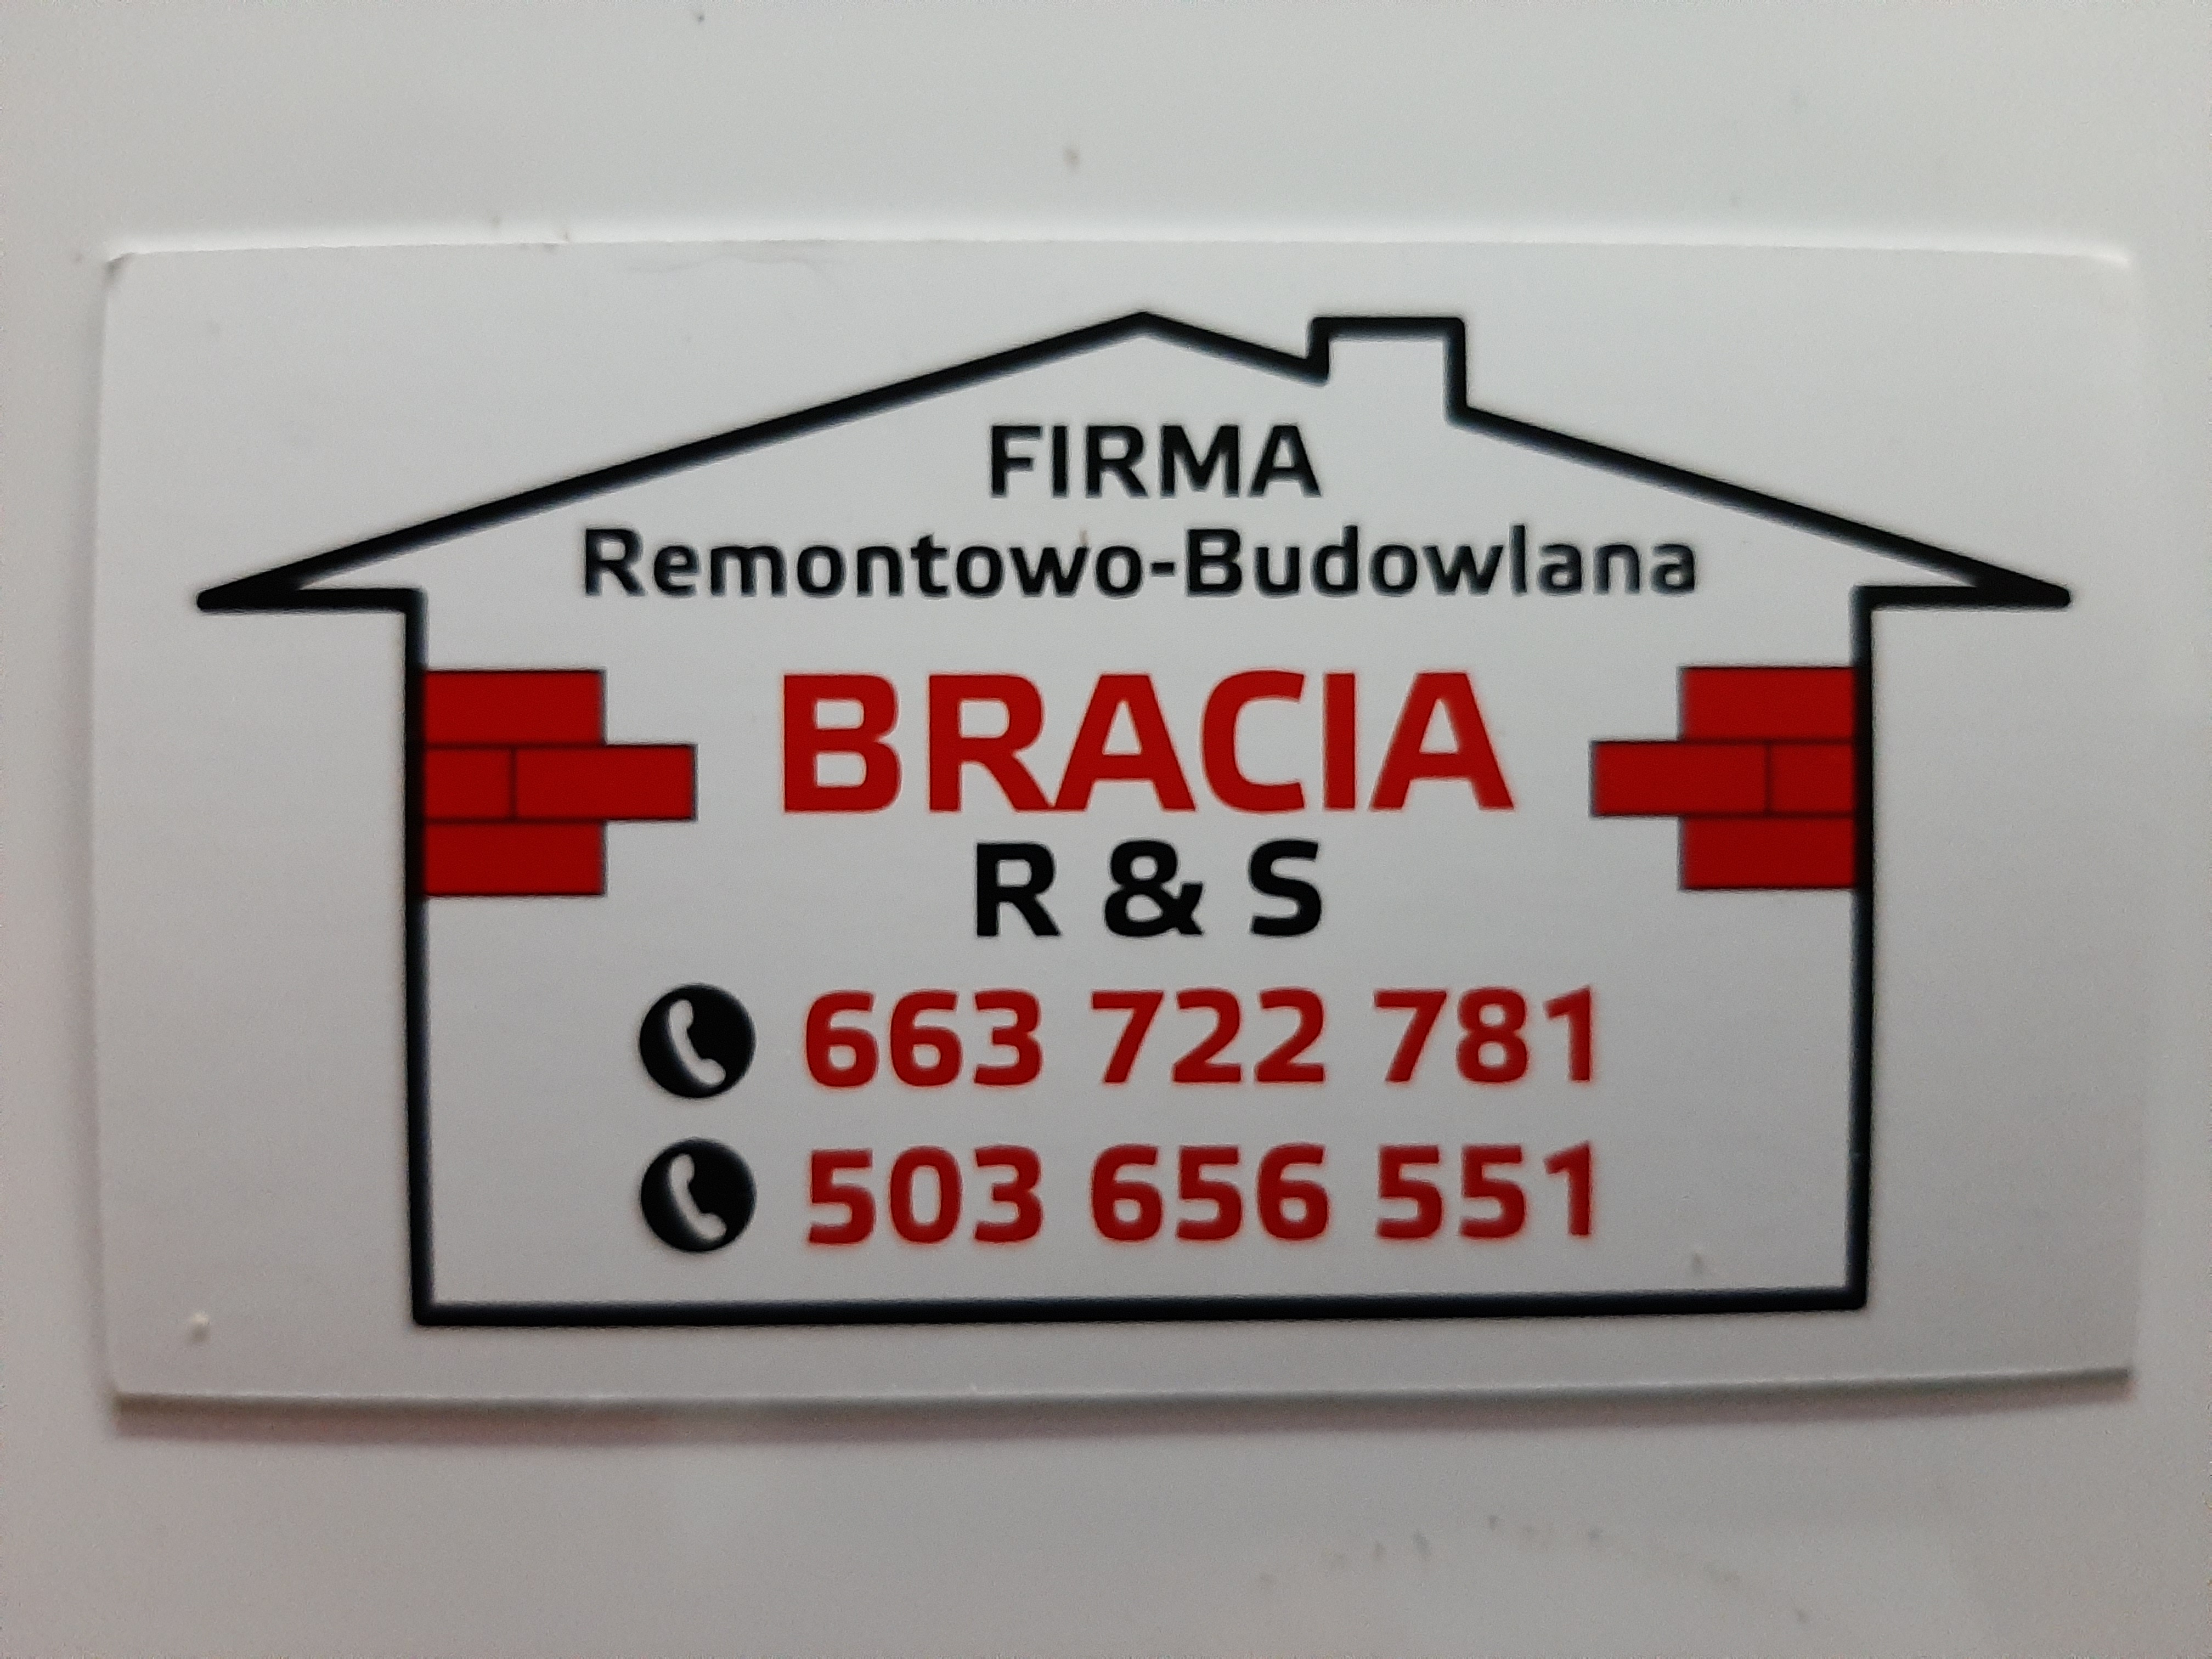 FIRMA
Remontowo-Budowlana
BRACIA
R & S
663 722 781
503 656 551